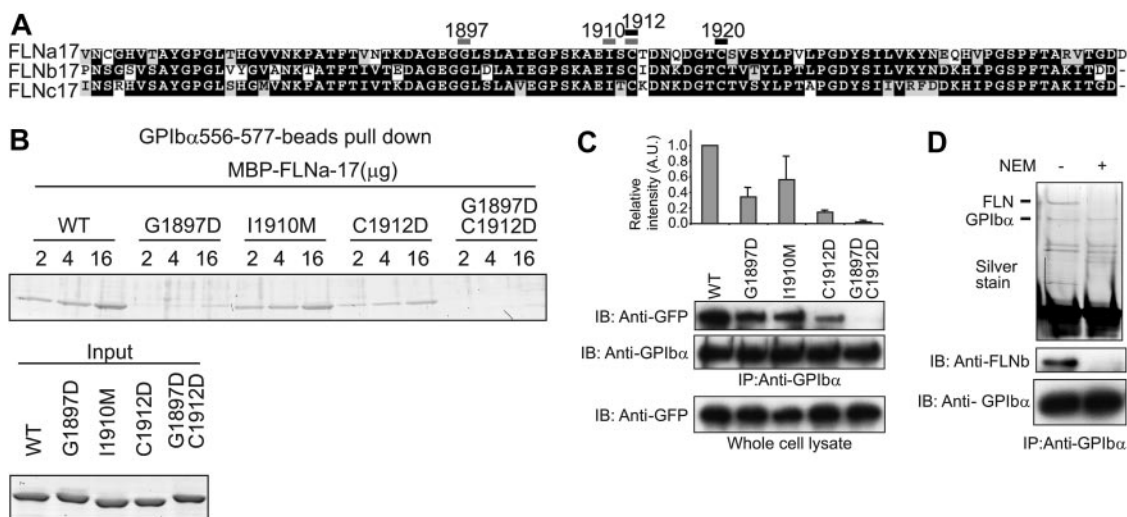 A
1897 1910 1912 1920
FLNa17 VNCGHVTAYGPGLTHGVVNKPATFTVNTKDAGEGGLSLAIEGPSKAEISCTDNQDGTCSVSYLPVLPGDYSILVKYNEQHVPGSPFTARVTGDD
FLNb17 PNSGSVSAYGPGLVYGVANKTATFTIVTEDAGEGGLDLAIEGPSKAEISCIDNKDGTCTVTYLPTLPGDYSILVKYNDKHIPGSPFTAKITDD-
FLNc17 INSRHVSAYGPGLSHGMVNKPATFTIVTKDAGEGGLSLAVEGPSKAEITCKDNKDGTCTVSYLPTAPGDYSIIVRFDDKHIPGSPFTAKITGD-
B
GPIbα556-577-beads pull down
MBP-FLNa-17(μg)
WT G1897D I1910M C1912D G1897D C1912D
2 4 16 2 4 16 2 4 16 2 4 16 2 4 16
Input
WT G1897D I1910M C1912D G1897D C1912D
C
Relative intensity (A.U.)
1.0
0.8
0.6
0.4
0.2
0
WT G1897D I1910M C1912D G1897D C1912D
IB: Anti-GFP
IB: Anti-GPIbα
IP:Anti-GPIbα
IB: Anti-GFP
Whole cell lysate
D
NEM - +
FLN
GPIbα
Silver stain
IB: Anti-FLNb
IB: Anti- GPIbα
IP:Anti-GPIbα